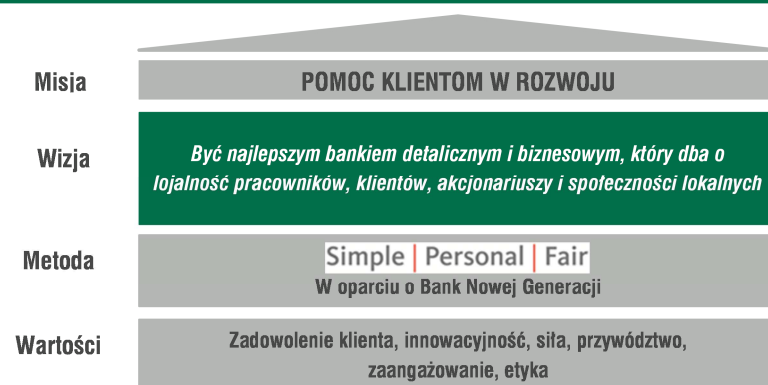 Misja
POMOC KLIENTOM W ROZWOJU
Wizja
Być najlepszym bankiem detalicznym i biznesowym, który dba o
lojalność pracowników, klientów, akcjonariuszy i społeczności lokalnych
Metoda
Simple | Personal | Fair
W oparciu o Bank Nowej Generacji
Wartości
Zadowolenie klienta, innowacyjność, siła, przywództwo,
zaangażowanie, etyka